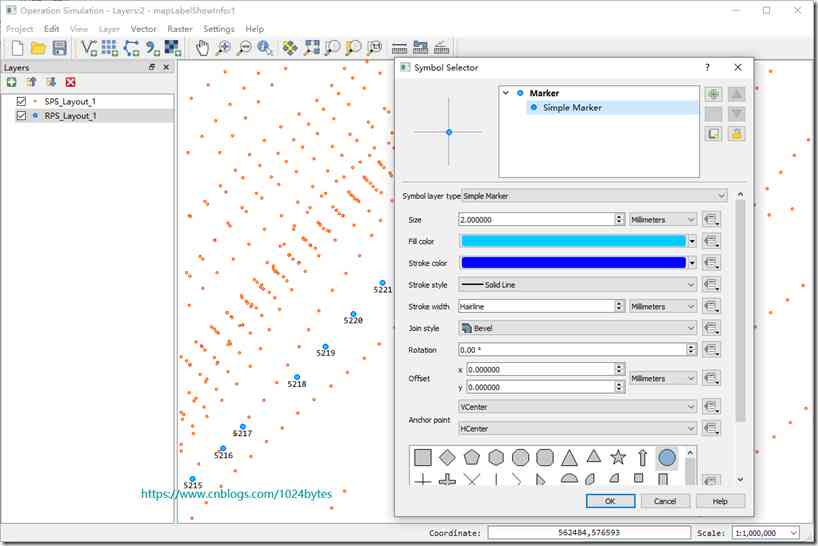 Operation Simulation - Layers:2 - mapLabelShowInfor1
Project Edit View Layer Vector Raster Settings Help
Layers
SPS_Layout_1
RPS_Layout_1
5221
5220
5219
5218
5217
5216
5215
https://www.cnblogs.com/1024bytes
Symbol Selector
Marker
Simple Marker
Symbol layer type Simple Marker
Size 2.000000 Millimeters
Fill color
Stroke color
Stroke style Solid Line
Stroke width Hairline Millimeters
Join style Bevel
Rotation 0.00 °
Offset x 0.000000 Millimeters
y 0.000000
Anchor point VCenter
HCenter
OK Cancel Help
Coordinate: 562484,576593 Scale: 1:1,000,000